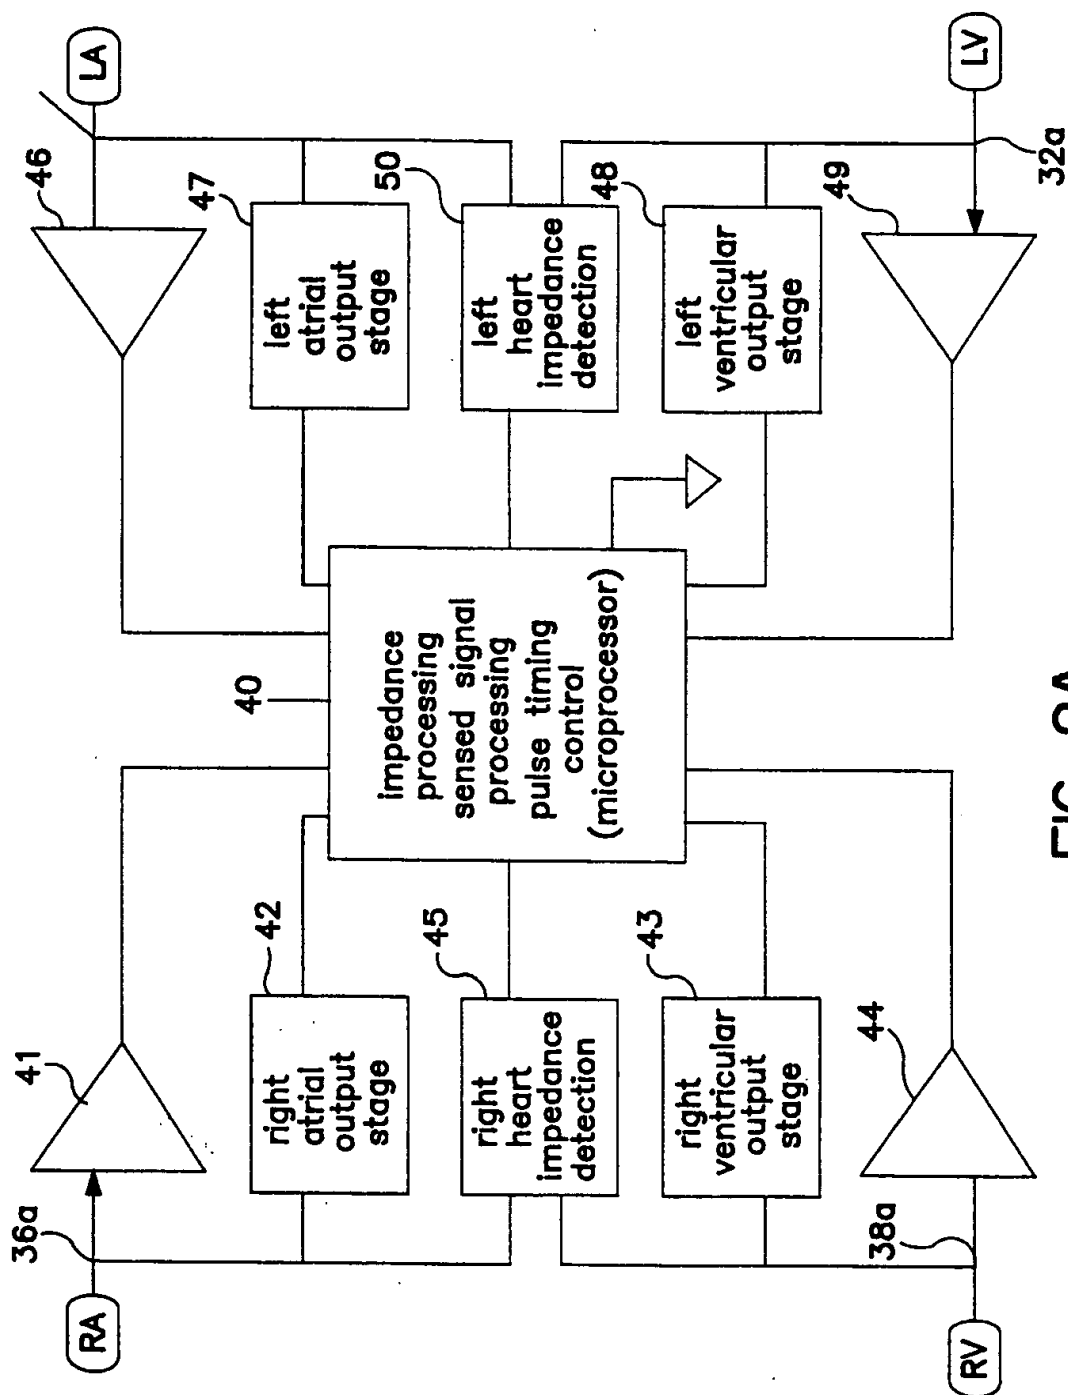 RA
36a
41
46
LA
42
40
47
right
atrial
output
stage
left
atrial
output
stage
45
50
impedance
processing
sensed signal
processing
pulse timing
control
(microprocessor)
right
heart
impedance
detection
left
heart
impedance
detection
43
48
right
ventricular
output
stage
left
ventricular
output
stage
44
49
38a
32a
RV
LV
FIG